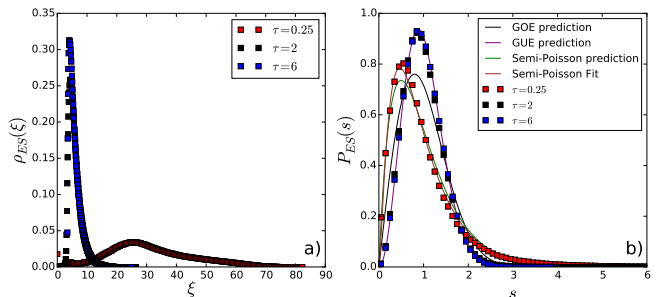 0.35
0.30
0.25
0.20
0.15
0.10
0.05
0.00
ρES(ξ)
τ=0.25
τ=2
τ=6
a)
0 10 20 30 40 50 60 70 80 90
ξ
1.0
0.8
0.6
0.4
0.2
0.0
PES(s)
GOE prediction
GUE prediction
Semi-Poisson prediction
Semi-Poisson Fit
τ=0.25
τ=2
τ=6
b)
0 1 2 3 4 5 6
s